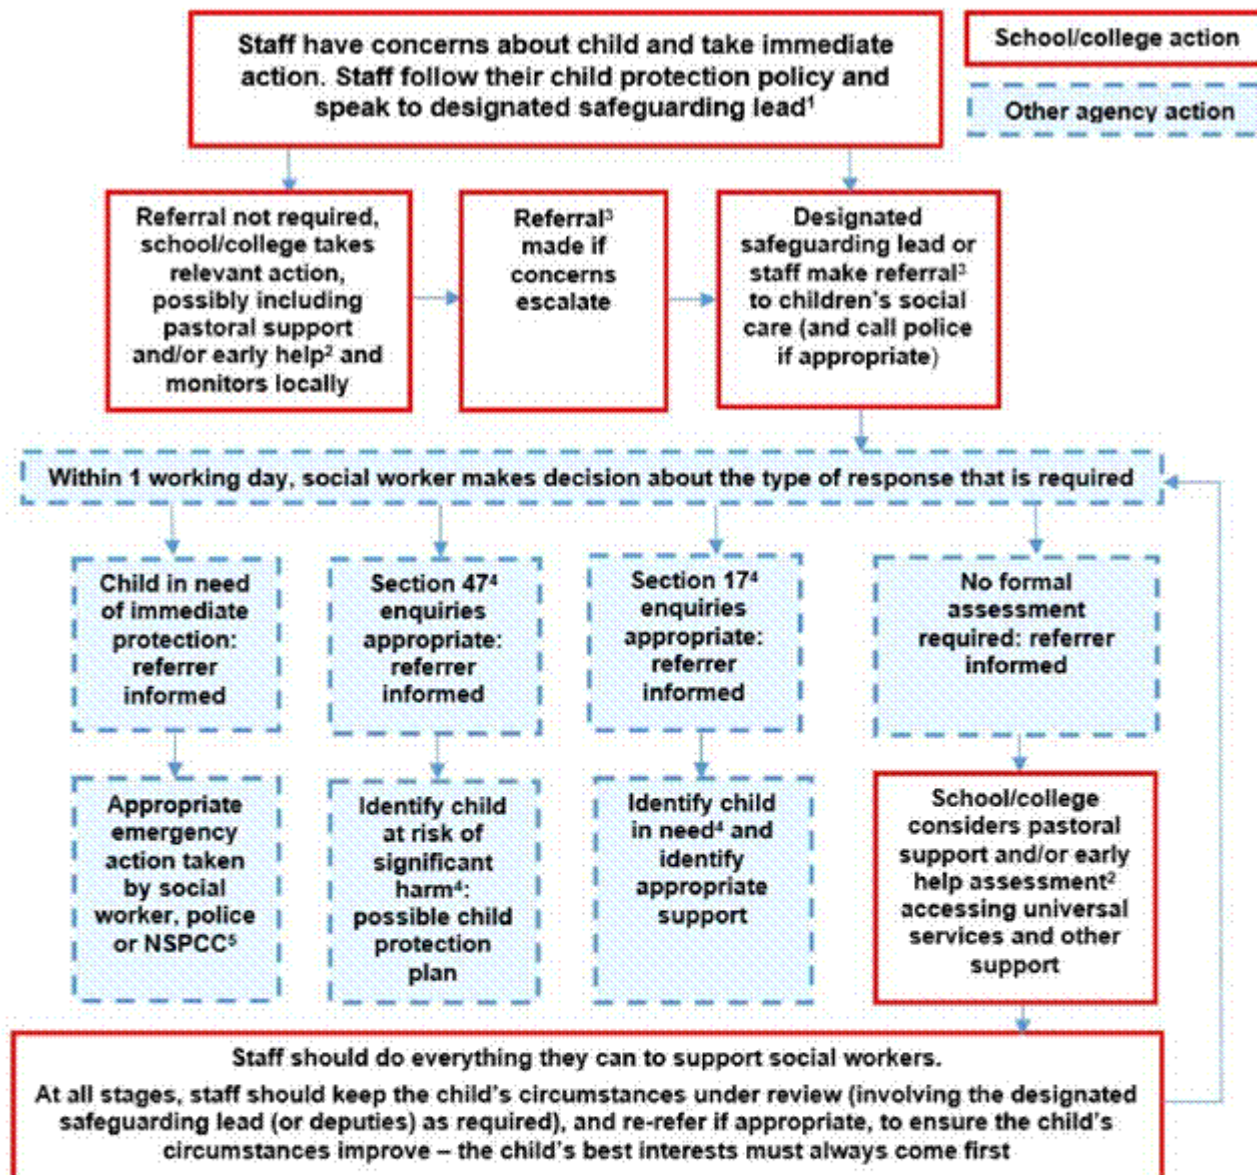 Staff have concerns about child and take immediate
action. Staff follow their child protection policy and
speak to designated safeguarding lead¹
School/college action
Other agency action
Referral not required,
school/college takes
relevant action,
possibly including
pastoral support
and/or early help² and
monitors locally
Referral³
made if
concerns
escalate
Designated
safeguarding lead or
staff make referral³
to children's social
care (and call police
if appropriate)
Within 1 working day, social worker makes decision about the type of response that is required
Child in need
of immediate
protection:
referrer
informed
Section 47⁴
enquiries
appropriate:
referrer
informed
Section 17⁴
enquiries
appropriate:
referrer
informed
No formal
assessment
required: referrer
informed
Appropriate
emergency
action taken
by social
worker, police
or NSPCC⁵
Identify child
at risk of
significant
harm⁴:
possible child
protection
plan
Identify child
in need⁴ and
identify
appropriate
support
School/college
considers pastoral
support and/or early
help assessment²
accessing universal
services and other
support
Staff should do everything they can to support social workers.
At all stages, staff should keep the child's circumstances under review (involving the designated
safeguarding lead (or deputies) as required), and re-refer if appropriate, to ensure the child's
circumstances improve – the child's best interests must always come first